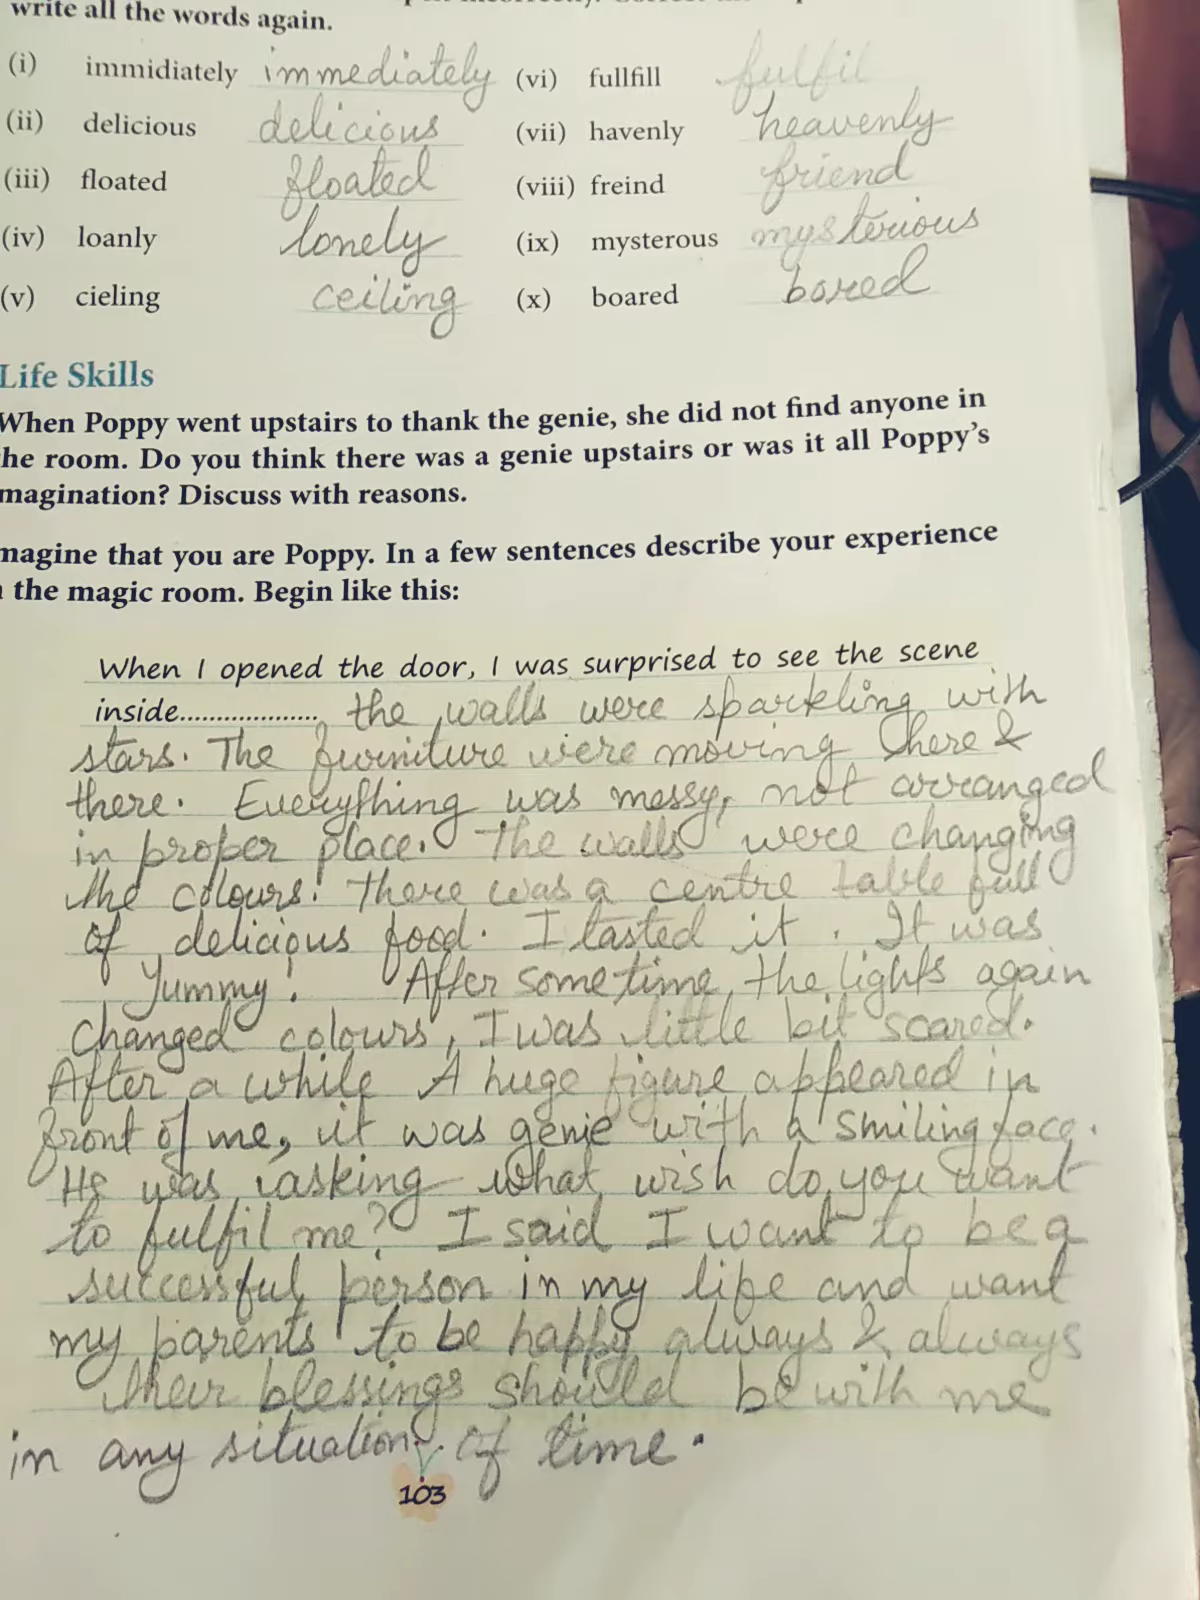 write all the words again.
(i) immidiately immediately (vi) fullfill fulfil
(ii) delicious delicious (vii) havenly heavenly
(iii) floated floated (viii) freind friend
(iv) loanly lonely (ix) mysterous mysterious
(v) cieling ceiling (x) boared bored
Life Skills
When Poppy went upstairs to thank the genie, she did not find anyone in
he room. Do you think there was a genie upstairs or was it all Poppy's
magination? Discuss with reasons.
magine that you are Poppy. In a few sentences describe your experience
the magic room. Begin like this:
When I opened the door, I was surprised to see the scene
inside.................... the walls were sparkling with
stars. The furniture were moving here &
there. Everything was messy, not arranged
in proper place. The walls were changing
the colours! There was a centre table full
of delicious food. I tasted it. It was
Yummy! After some time, the lights again
changed colours, I was little bit scared.
After a while A huge figure appeared in
front of me, it was genie with a smiling face.
He was asking what wish do you want
to fulfil me? I said I want to be a
successful person in my life and want
my parents to be happy always & always
their blessings should be with me
in any situation of time.
103